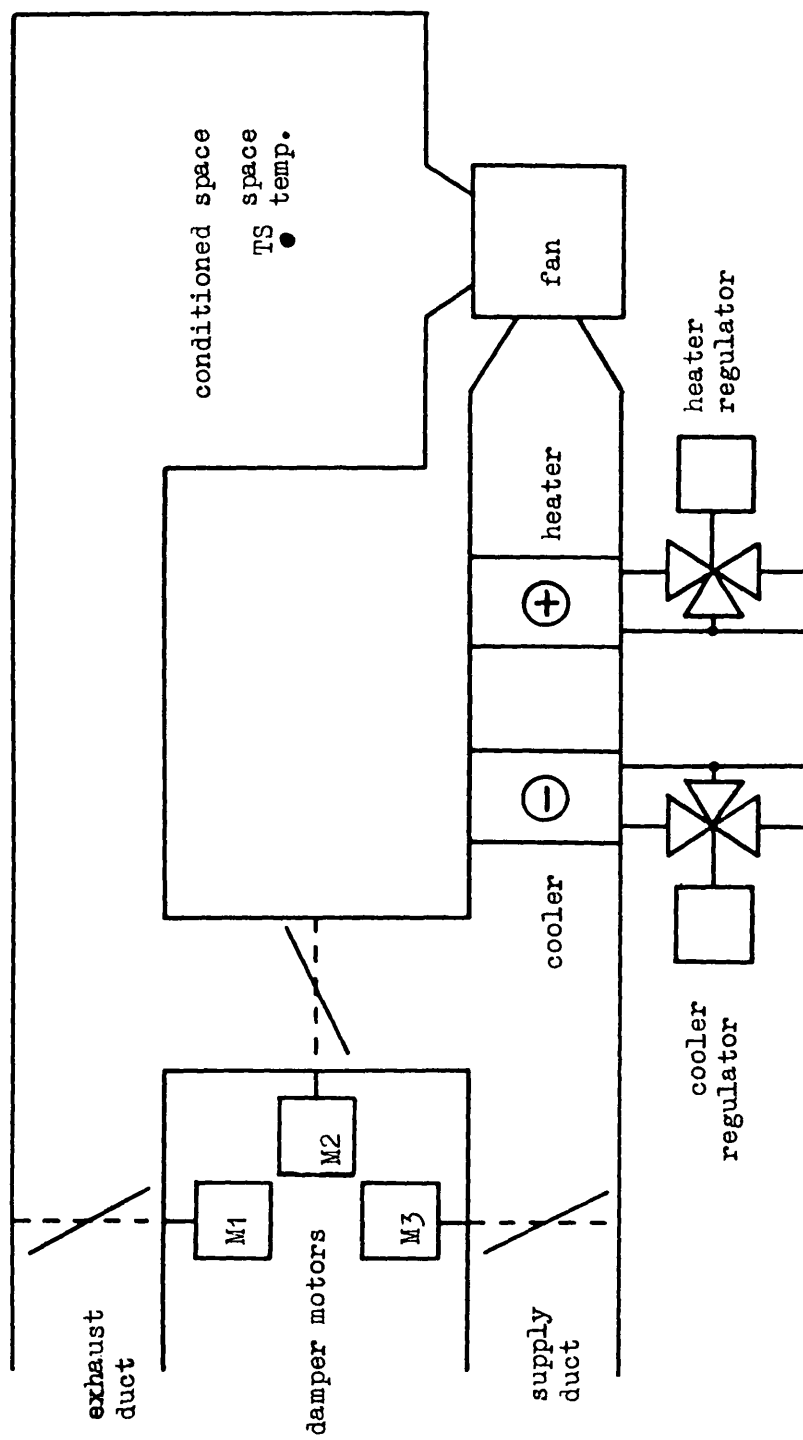 exhaust
duct
M1
damper motors
M2
M3
supply
duct
conditioned space
TS space
temp.
cooler
heater
fan
cooler
regulator
heater
regulator